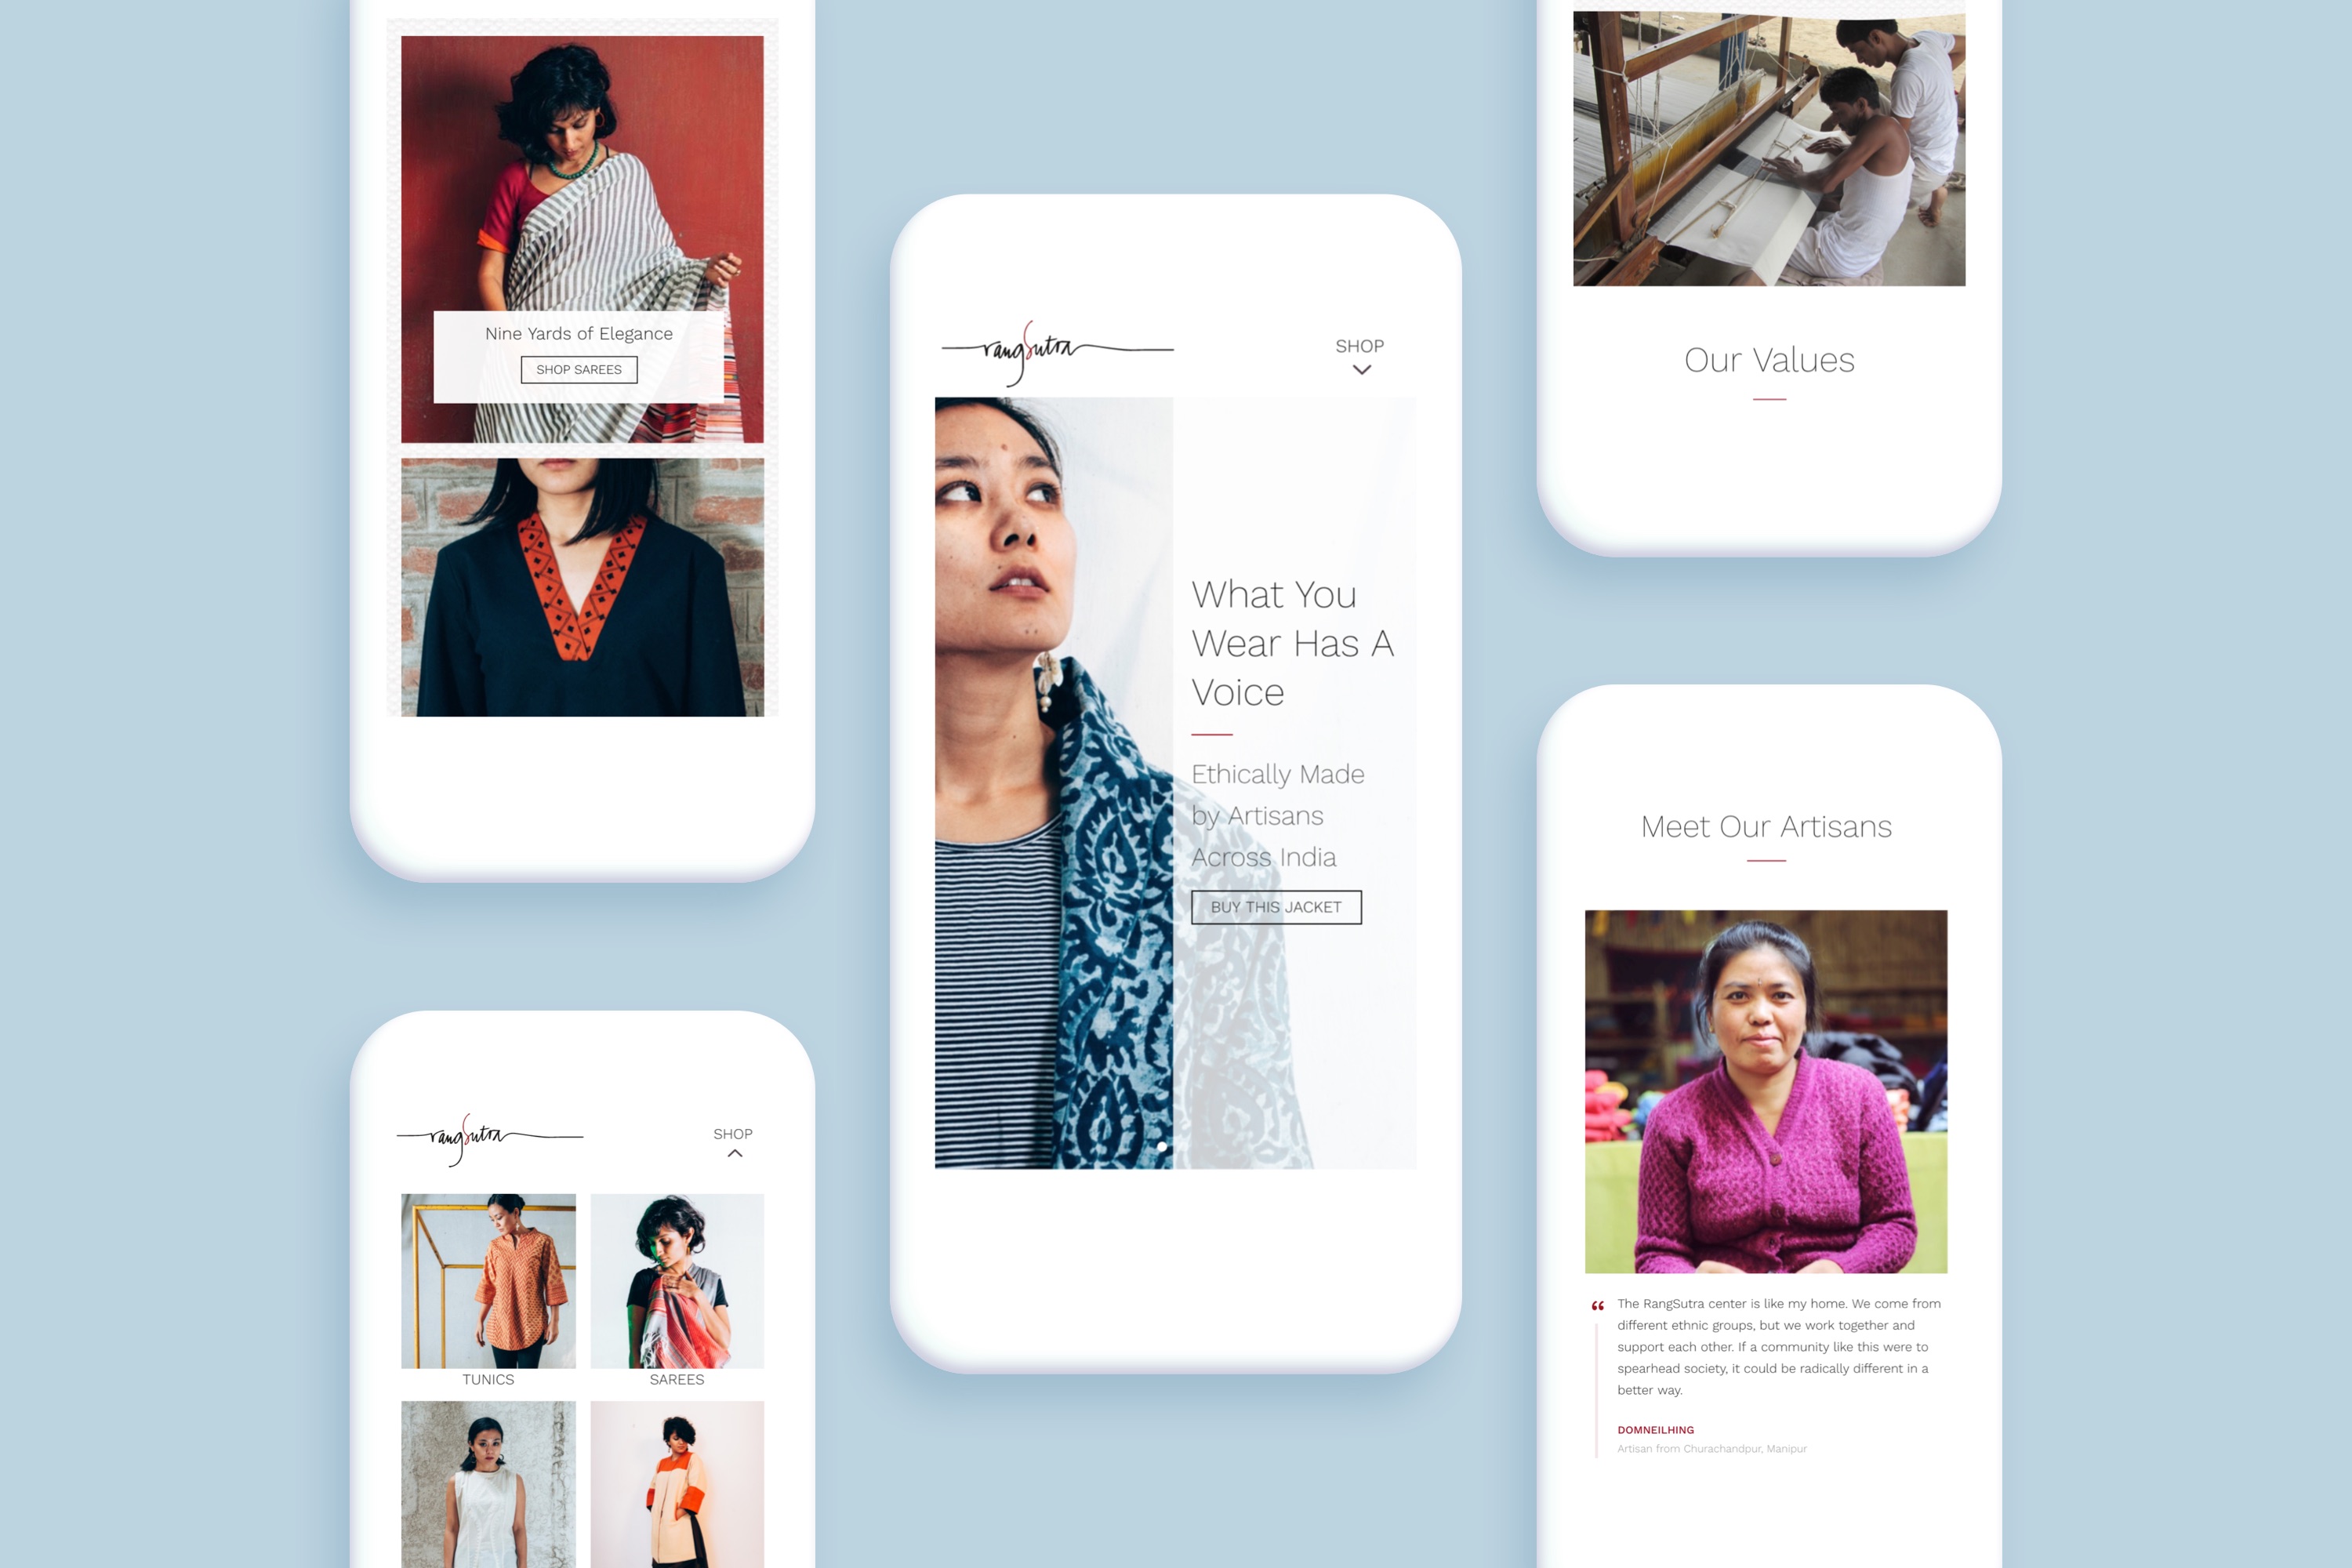 Nine Yards of Elegance
SHOP SAREES
rangSutra
SHOP
TUNICS
SAREES
rangSutra
SHOP
What You
Wear Has A
Voice
Ethically Made
by Artisans
Across India
BUY THIS JACKET
Our Values
Meet Our Artisans
“ The RangSutra center is like my home. We come from
different ethnic groups, but we work together and
support each other. If a community like this were to
spearhead society, it could be radically different in a
better way.
DOMNEILHING
Artisan from Churachandpur, Manipur